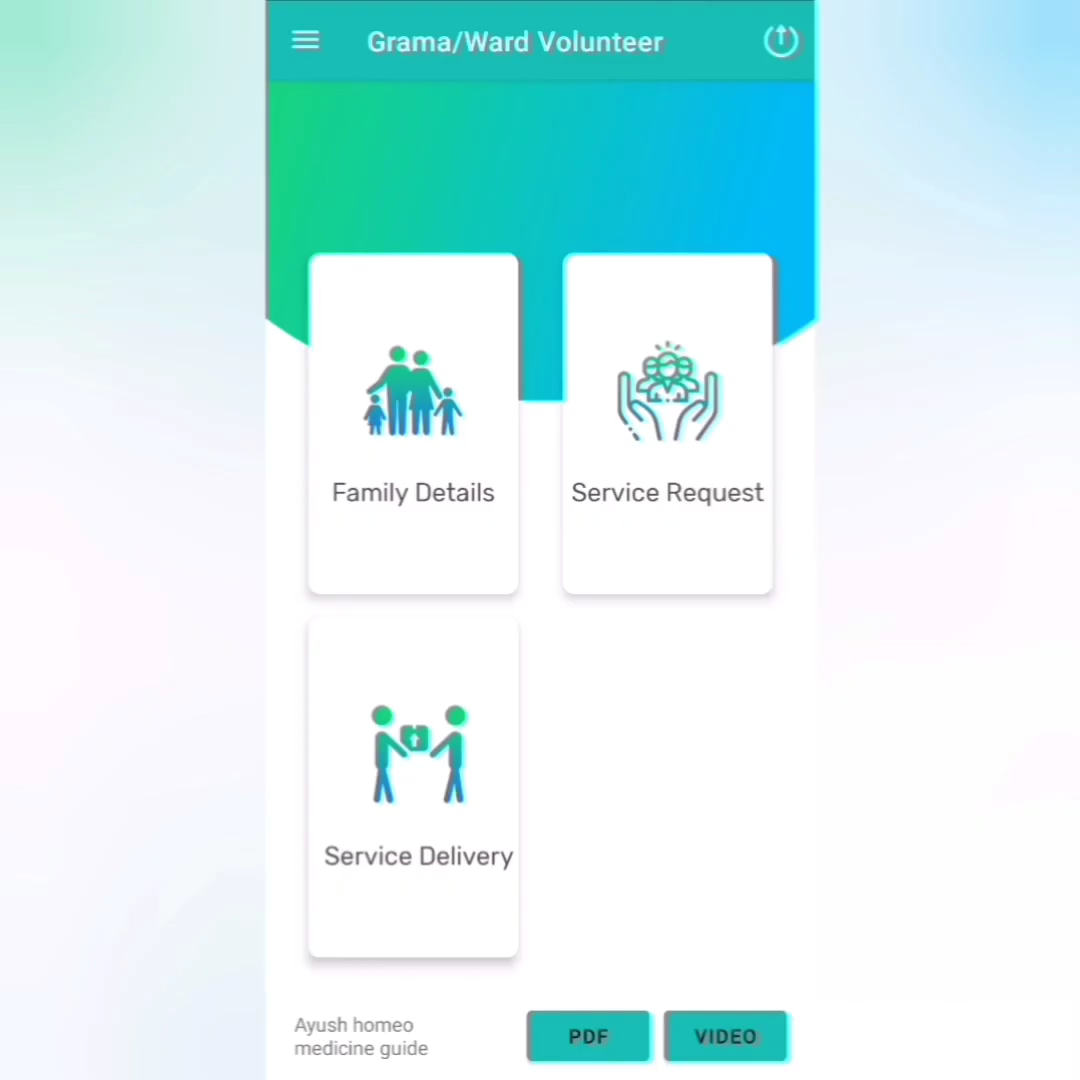 Grama/Ward Volunteer
Family Details
Service Request
Service Delivery
Ayush homeo
medicine guide
PDF
VIDEO